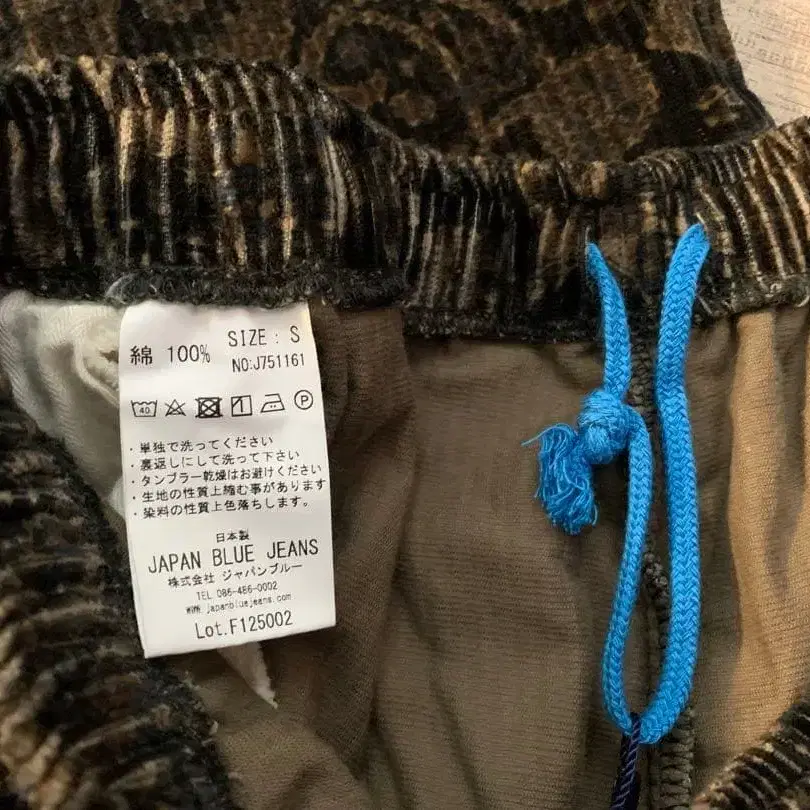 綿 100% SIZE : S
NO:J751161
40
・単独で洗ってください
・裏返しにして洗って下さい
・タンブラー乾燥はお避けください
・生地の性質上縮む事があります
・染料の性質上色落ちします。
日本製
JAPAN BLUE JEANS
株式会社 ジャパンブルー
TEL 086-486-0002
WWW.japanbluejeans.com
Lot.F125002